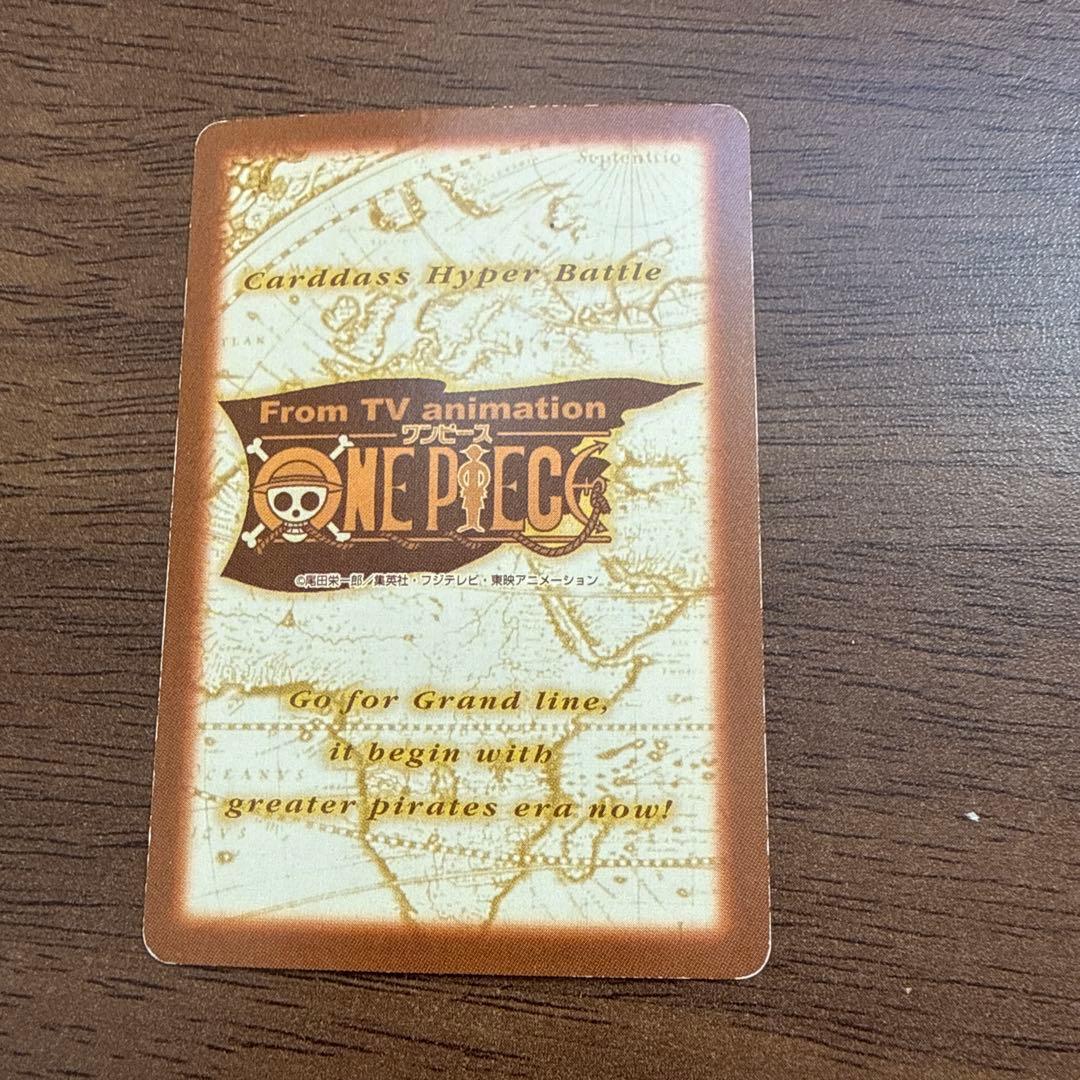 Septentrio
Carddass Hyper Battle
TLAN
From TV animation
ワンピース
ONE PIECE
©尾田栄一郎／集英社・フジテレビ・東映アニメーション
Go for Grand line,
it begin with
CEANYS
greater pirates era now!